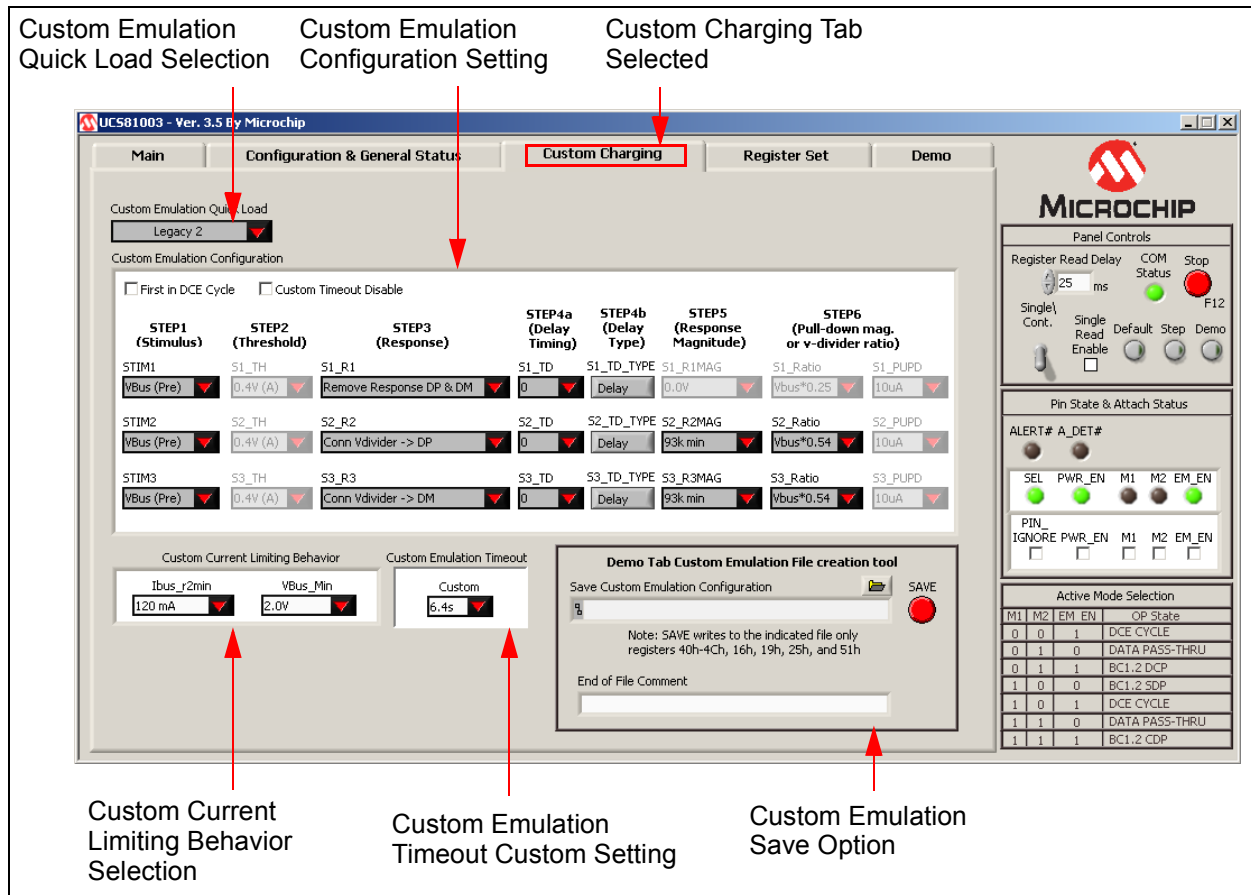 Custom Emulation
Quick Load Selection
Custom Emulation
Configuration Setting
Custom Charging Tab
Selected
UCS81003 - Ver. 3.5 By Microchip
Main
Configuration & General Status
Custom Charging
Register Set
Demo
Custom Emulation Quick Load
Legacy 2
Custom Emulation Configuration
First in DCE Cycle
Custom Timeout Disable
STEP1
(Stimulus)
STEP2
(Threshold)
STEP3
(Response)
STEP4a
(Delay
Timing)
STEP4b
(Delay
Type)
STEP5
(Response
Magnitude)
STEP6
(Pull-down mag.
or v-divider
ratio)
STIM1 S1_TH S1_R1 S1_TD S1_TD_TYPE S1_R1MAG S1_Ratio S1_PUPD
VBus (Pre) 0.4V (A) Remove Response DP & DM 0 Delay 0.0V Vbus*0.25 10uA
STIM2 S2_TH S2_R2 S2_TD S2_TD_TYPE S2_R2MAG S2_Ratio S2_PUPD
VBus (Pre) 0.4V (A) Conn Vdivider -> DP 0 Delay 93k min Vbus*0.54 10uA
STIM3 S3_TH S3_R3 S3_TD S3_TD_TYPE S3_R3MAG S3_Ratio S3_PUPD
VBus (Pre) 0.4V (A) Conn Vdivider -> DM 0 Delay 93k min Vbus*0.54 10uA
Custom Current Limiting Behavior
Ibus_r2min VBus_Min
120 mA 2.0V
Custom Emulation Timeout
Custom
6.4s
Demo Tab Custom Emulation File creation tool
Save Custom Emulation Configuration
SAVE
Note: SAVE writes to the indicated file only
registers 40h-4Ch, 16h, 19h, 25h, and 51h
End of File Comment
MICROCHIP
Panel Controls
Register Read Delay
25 ms
COM
Status
Stop
F12
Single\
Cont.
Single
Read
Enable
Default Step Demo
Pin State & Attach Status
ALERT# A_DET#
SEL PWR_EN M1 M2 EM_EN
PIN_
IGNORE PWR_EN M1 M2 EM_EN
Active Mode Selection
M1 M2 EM EN OP State
0 0 1 DCE CYCLE
0 1 0 DATA PASS-THRU
0 1 1 BC1.2 DCP
1 0 0 BC1.2 SDP
1 0 1 DCE CYCLE
1 1 0 DATA PASS-THRU
1 1 1 BC1.2 CDP
Custom Current
Limiting Behavior
Selection
Custom Emulation
Timeout Custom Setting
Custom Emulation
Save Option